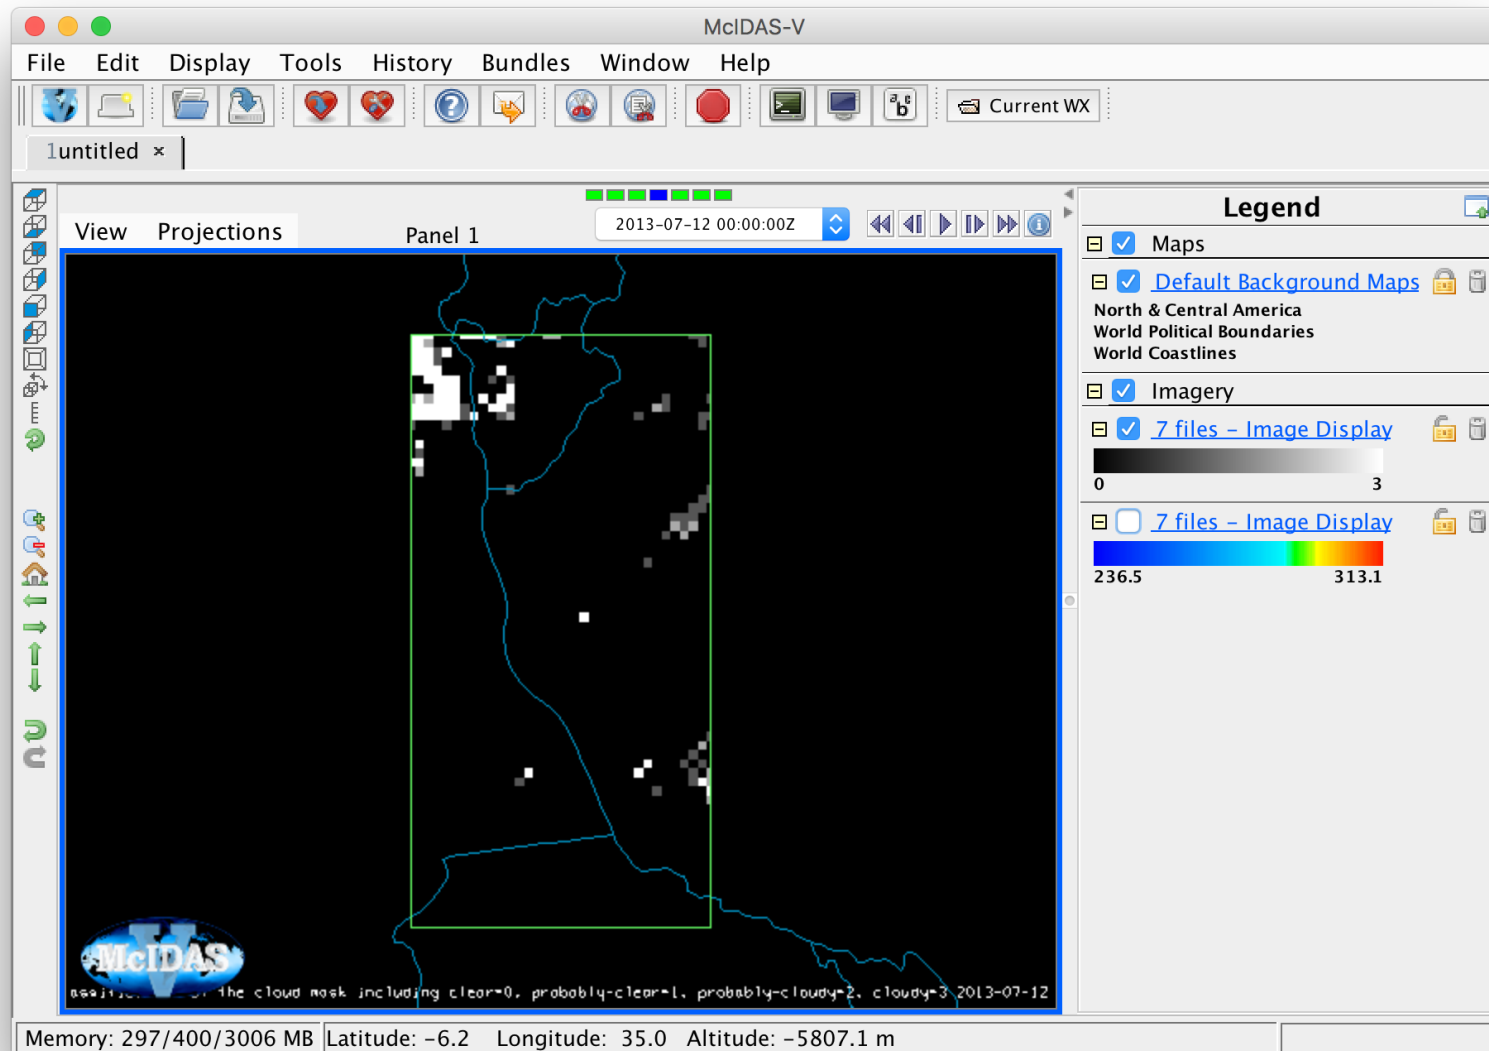 McIDAS-V
File Edit Display Tools History Bundles Window Help
Current WX
1untitled ×
View Projections
Panel 1
2013-07-12 00:00:00Z
Legend
Maps
Default Background Maps
North & Central America
World Political Boundaries
World Coastlines
Imagery
7 files - Image Display
0 3
7 files - Image Display
236.5 313.1
McIDAS
the cloud mask including clear=0, probably-clear=1, probably-cloudy=2, cloudy=3 2013-07-12
Memory: 297/400/3006 MB Latitude: -6.2 Longitude: 35.0 Altitude: -5807.1 m